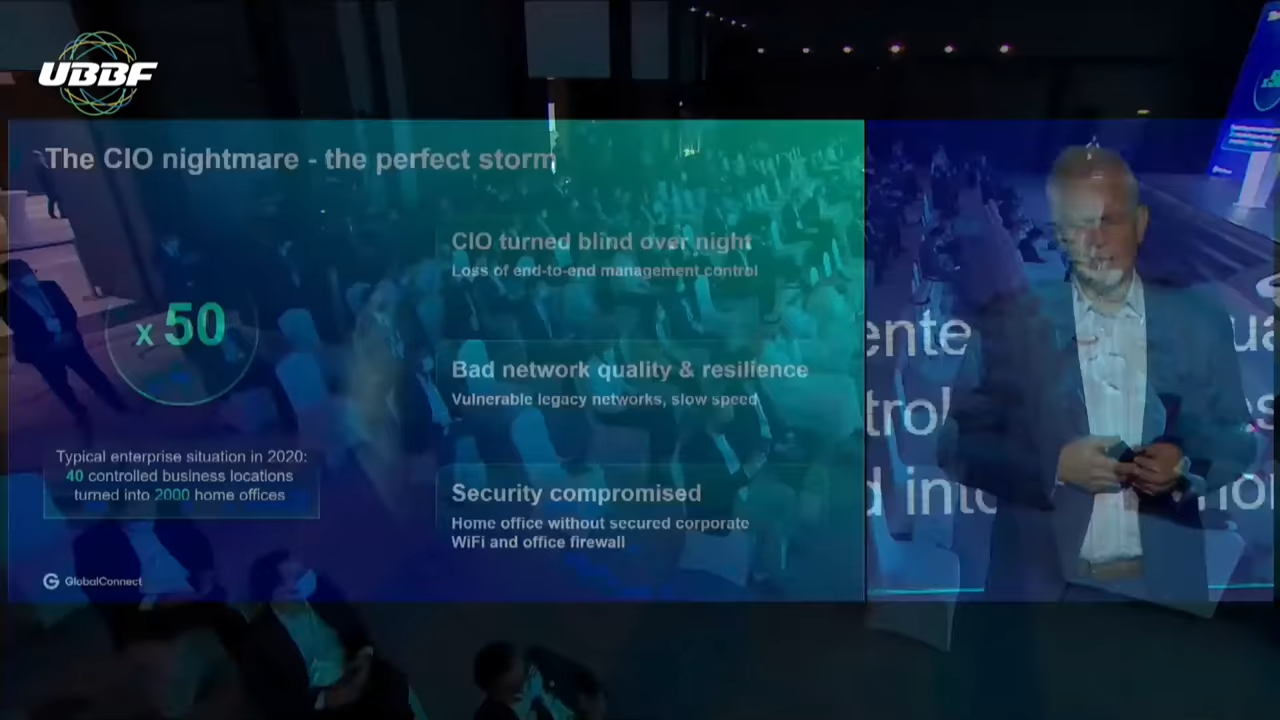 UBBF
The CIO nightmare - the perfect storm
x 50
Typical enterprise situation in 2020:
40 controlled business locations
turned into 2000 home offices
CIO turned blind over night
Loss of end-to-end management control
Bad network quality & resilience
Vulnerable legacy networks, slow speed
Security compromised
Home office without secured corporate
WiFi and office firewall
GlobalConnect